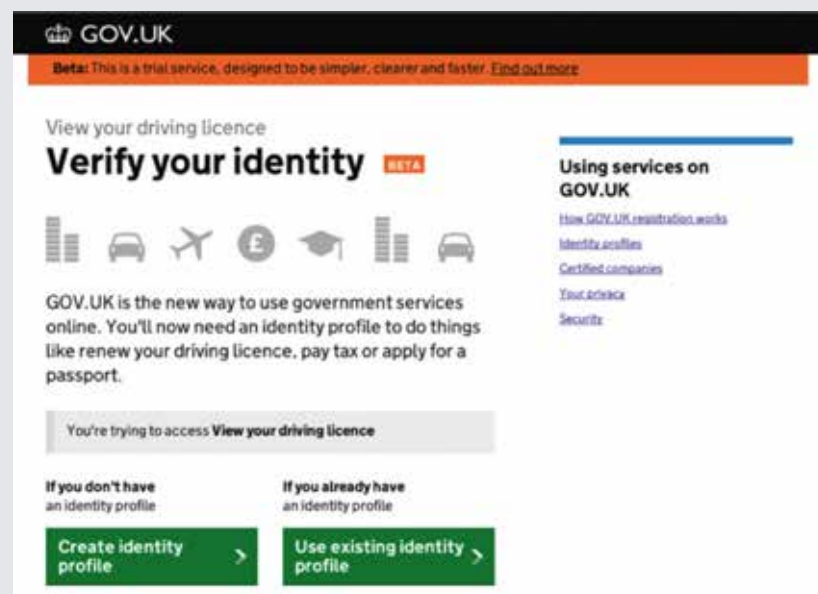 GOV.UK
Beta: This is a trial service, designed to be simpler, clearer and faster. Find out more
View your driving licence
Verify your identity BETA
£
GOV.UK is the new way to use government services
online. You'll now need an identity profile to do things
like renew your driving licence, pay tax or apply for a
passport.
You're trying to access View your driving licence
If you don't have
an identity profile
Create identity
profile
If you already have
an identity profile
Use existing identity
profile
Using services on
GOV.UK
How GOV.UK registration works
Identity profiles
Certified companies
Your privacy
Security